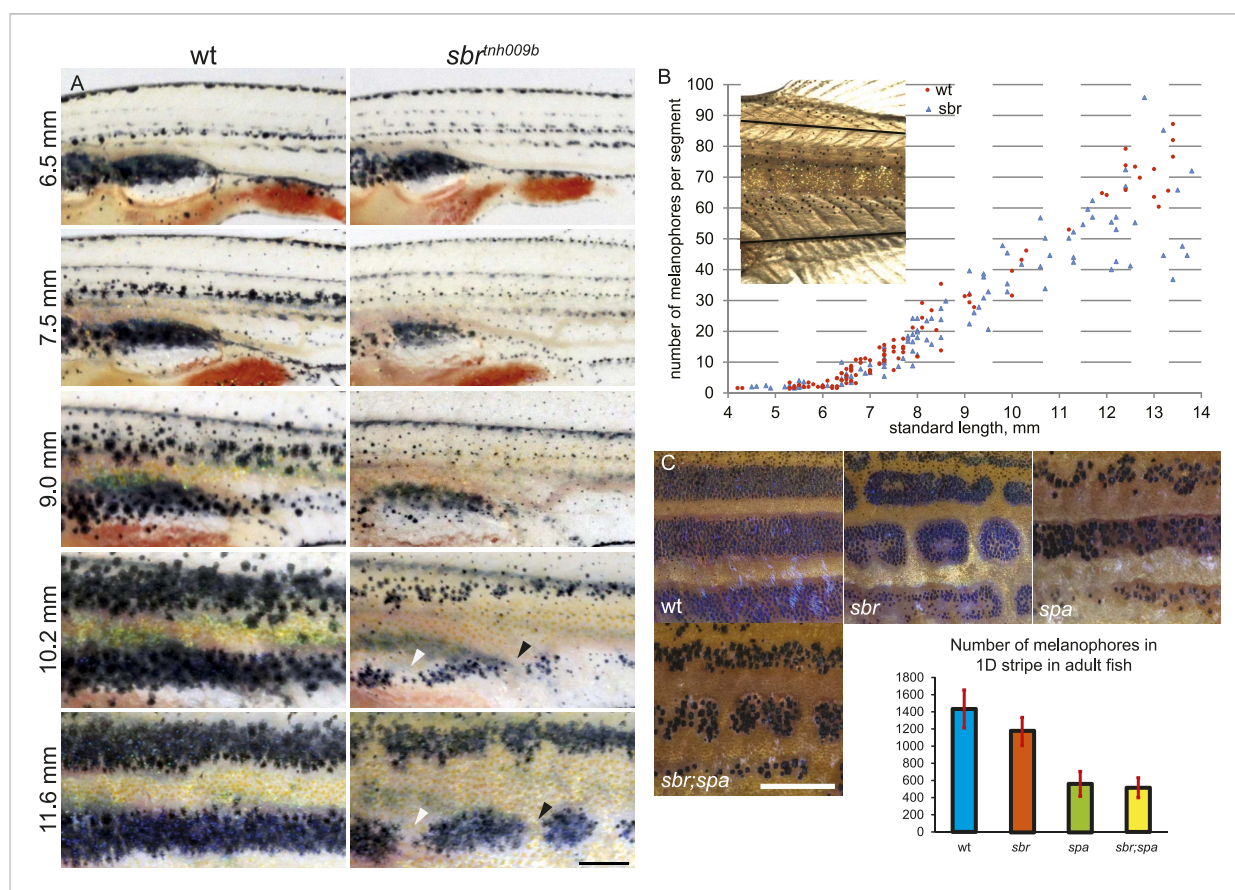 wt
sbr^tnh009b
A
6.5 mm
7.5 mm
9.0 mm
10.2 mm
11.6 mm
B
wt
sbr
number of melanophores per segment
100
90
80
70
60
50
40
30
20
10
0
4 5 6 7 8 9 10 11 12 13 14
standard length, mm
C
wt
sbr
spa
sbr;spa
Number of melanophores in
1D stripe in adult fish
1800
1600
1400
1200
1000
800
600
400
200
0
wt sbr spa sbr;spa